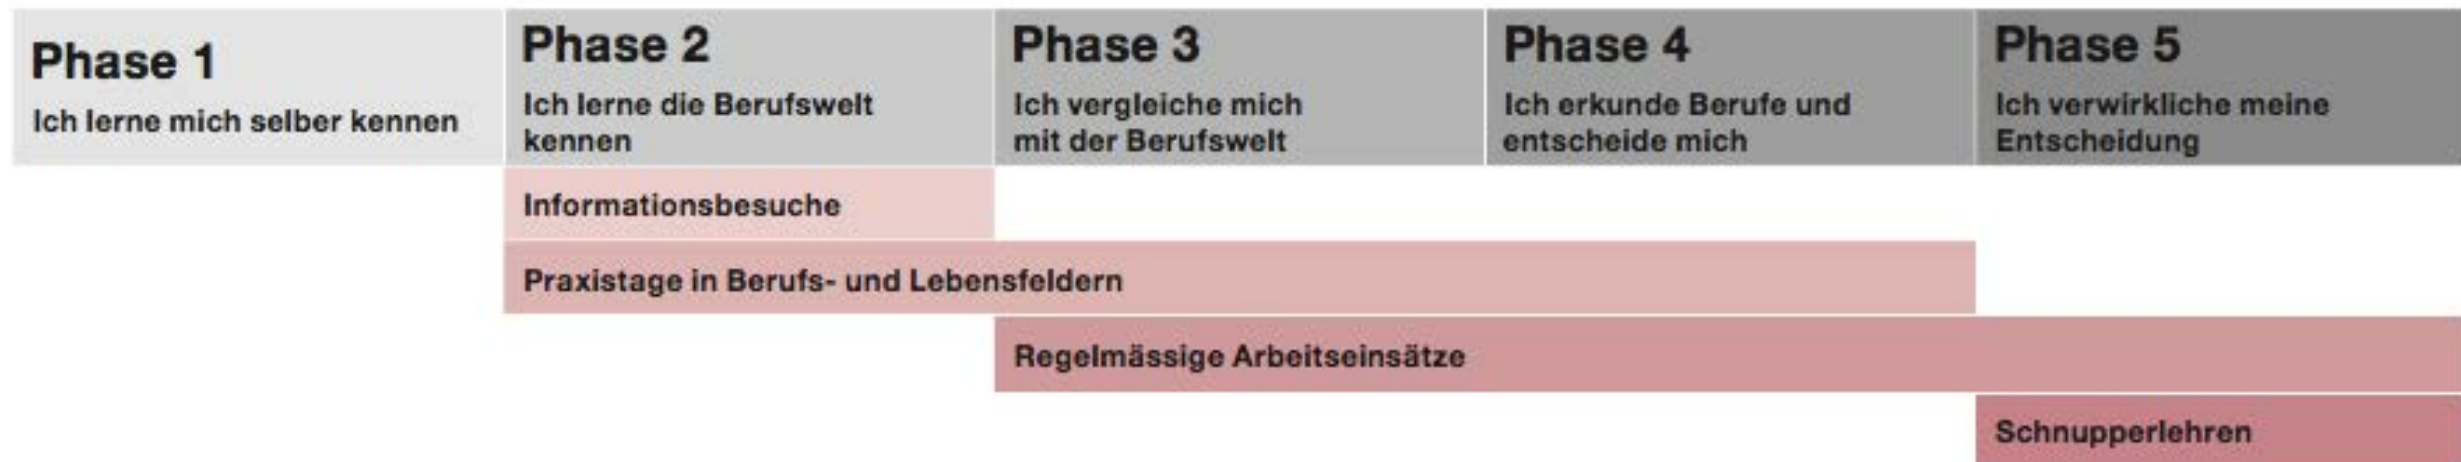 Phase 1
Ich lerne mich selber kennen
Phase 2
Ich lerne die Berufswelt
kennen
Phase 3
Ich vergleiche mich
mit der Berufswelt
Phase 4
Ich erkunde Berufe und
entscheide mich
Phase 5
Ich verwirkliche meine
Entscheidung
Informationsbesuche
Praxistage in Berufs- und Lebensfeldern
Regelmässige Arbeitseinsätze
Schnupperlehren